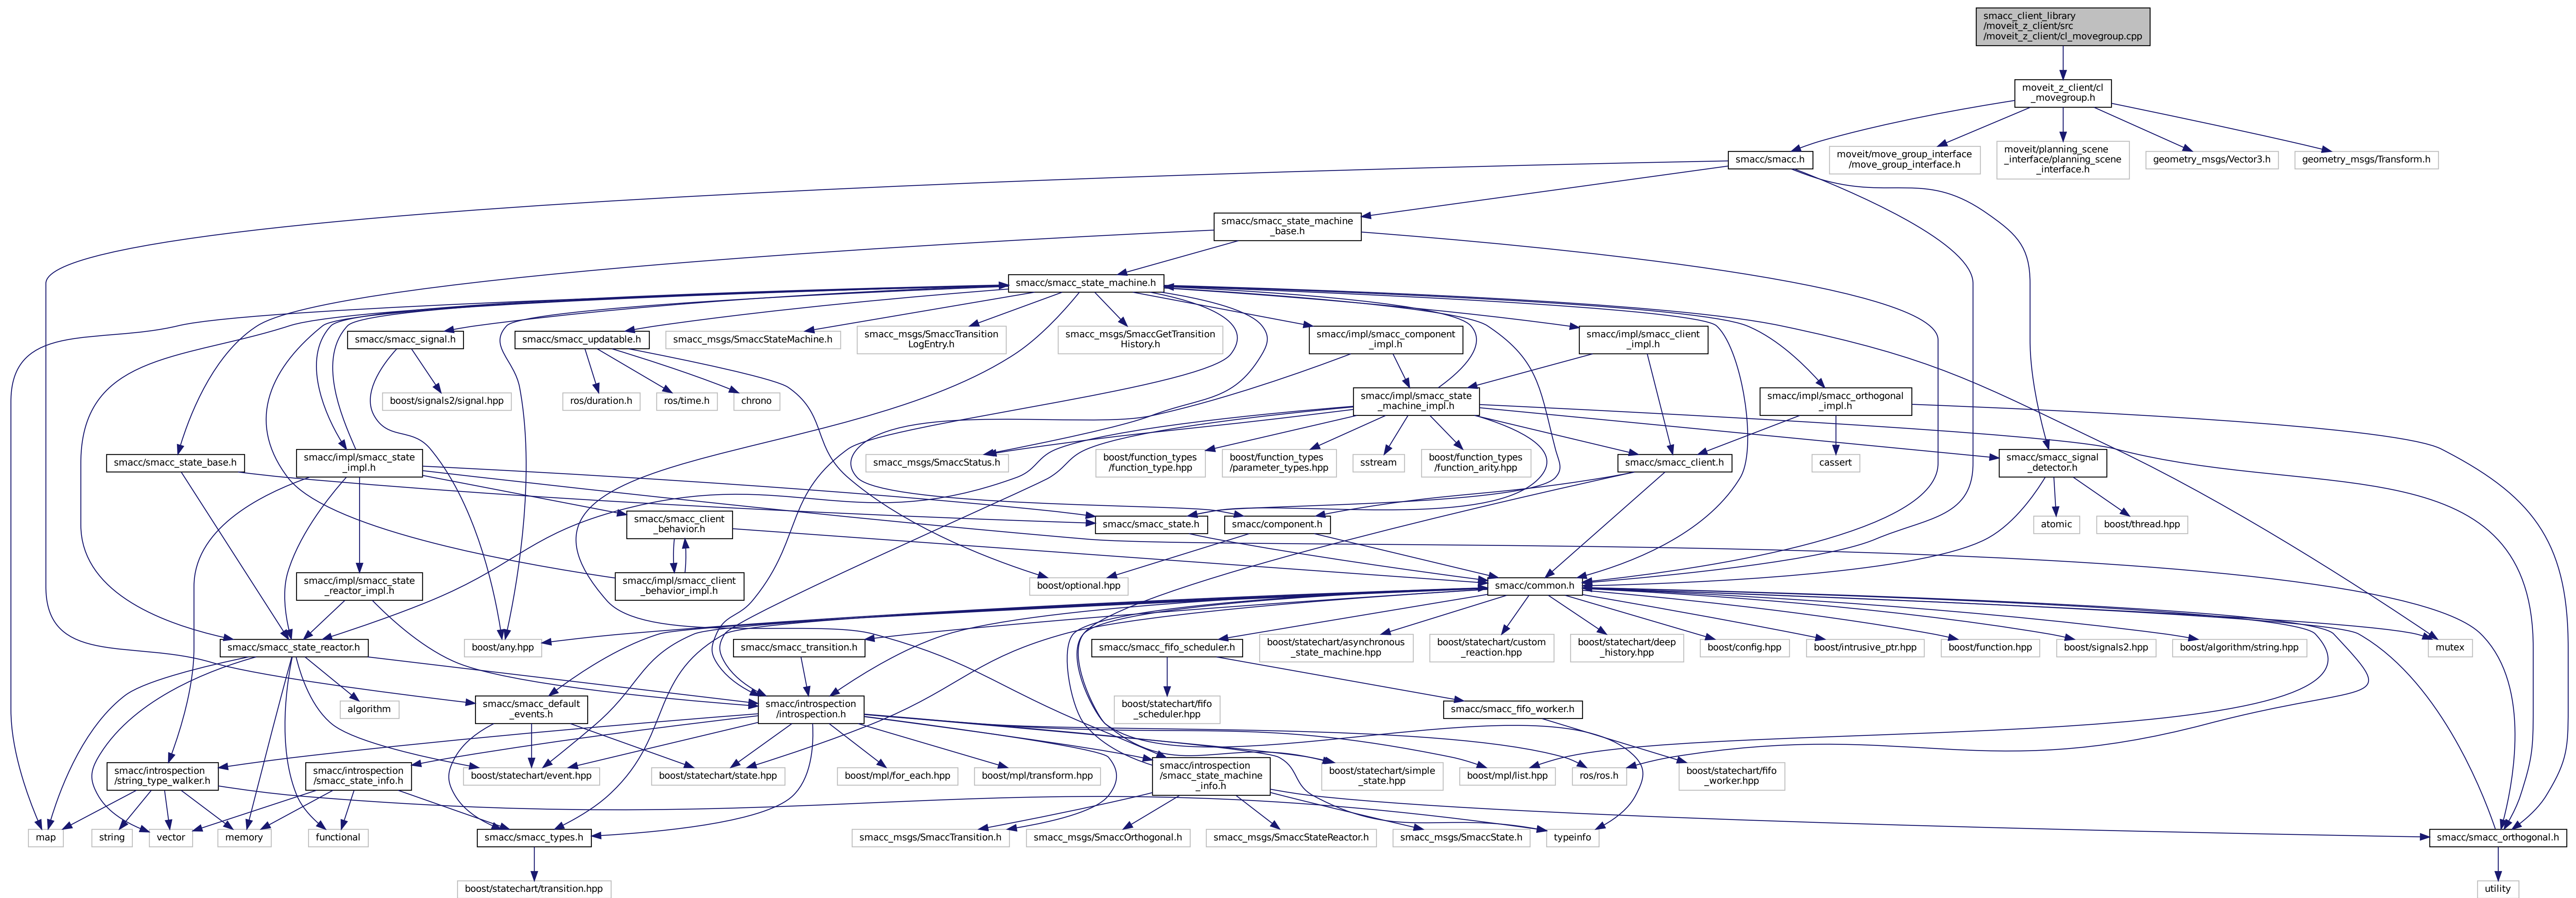 smacc_client_library
/moveit_z_client/src
/moveit_z_client/cl_movegroup.cpp
moveit_z_client/cl
_movegroup.h
smacc/smacc.h
moveit/move_group_interface
/move_group_interface.h
moveit/planning_scene
_interface/planning_scene
_interface.h
geometry_msgs/Vector3.h
geometry_msgs/Transform.h
smacc/smacc_state_machine
_base.h
smacc/smacc_state_machine.h
smacc/smacc_signal.h
smacc/smacc_updatable.h
smacc_msgs/SmaccStateMachine.h
smacc_msgs/SmaccTransition
LogEntry.h
smacc_msgs/SmaccGetTransition
History.h
smacc/impl/smacc_component
_impl.h
smacc/impl/smacc_client
_impl.h
boost/signals2/signal.hpp
ros/duration.h
ros/time.h
chrono
smacc/impl/smacc_state
_machine_impl.h
smacc/impl/smacc_orthogonal
_impl.h
smacc/smacc_state_base.h
smacc/impl/smacc_state
_impl.h
smacc_msgs/SmaccStatus.h
boost/function_types
/function_type.hpp
boost/function_types
/parameter_types.hpp
sstream
boost/function_types
/function_arity.hpp
smacc/smacc_client.h
cassert
smacc/smacc_signal
_detector.h
smacc/smacc_client
_behavior.h
smacc/smacc_state.h
smacc/component.h
atomic
boost/thread.hpp
smacc/impl/smacc_state
_reactor_impl.h
smacc/impl/smacc_client
_behavior_impl.h
boost/optional.hpp
smacc/common.h
smacc/smacc_state_reactor.h
boost/any.hpp
smacc/smacc_transition.h
smacc/smacc_fifo_scheduler.h
boost/statechart/asynchronous
_state_machine.hpp
boost/statechart/custom
_reaction.hpp
boost/statechart/deep
_history.hpp
boost/config.hpp
boost/intrusive_ptr.hpp
boost/function.hpp
boost/signals2.hpp
boost/algorithm/string.hpp
mutex
algorithm
smacc/smacc_default
_events.h
smacc/introspection
/introspection.h
boost/statechart/fifo
_scheduler.hpp
smacc/smacc_fifo_worker.h
smacc/introspection
/string_type_walker.h
smacc/introspection
/smacc_state_info.h
boost/statechart/event.hpp
boost/statechart/state.hpp
boost/mpl/for_each.hpp
boost/mpl/transform.hpp
smacc/introspection
/smacc_state_machine
_info.h
boost/statechart/simple
_state.hpp
boost/mpl/list.hpp
ros/ros.h
boost/statechart/fifo
_worker.hpp
map
string
vector
memory
functional
smacc/smacc_types.h
smacc_msgs/SmaccTransition.h
smacc_msgs/SmaccOrthogonal.h
smacc_msgs/SmaccStateReactor.h
smacc_msgs/SmaccState.h
typeinfo
smacc/smacc_orthogonal.h
boost/statechart/transition.hpp
utility